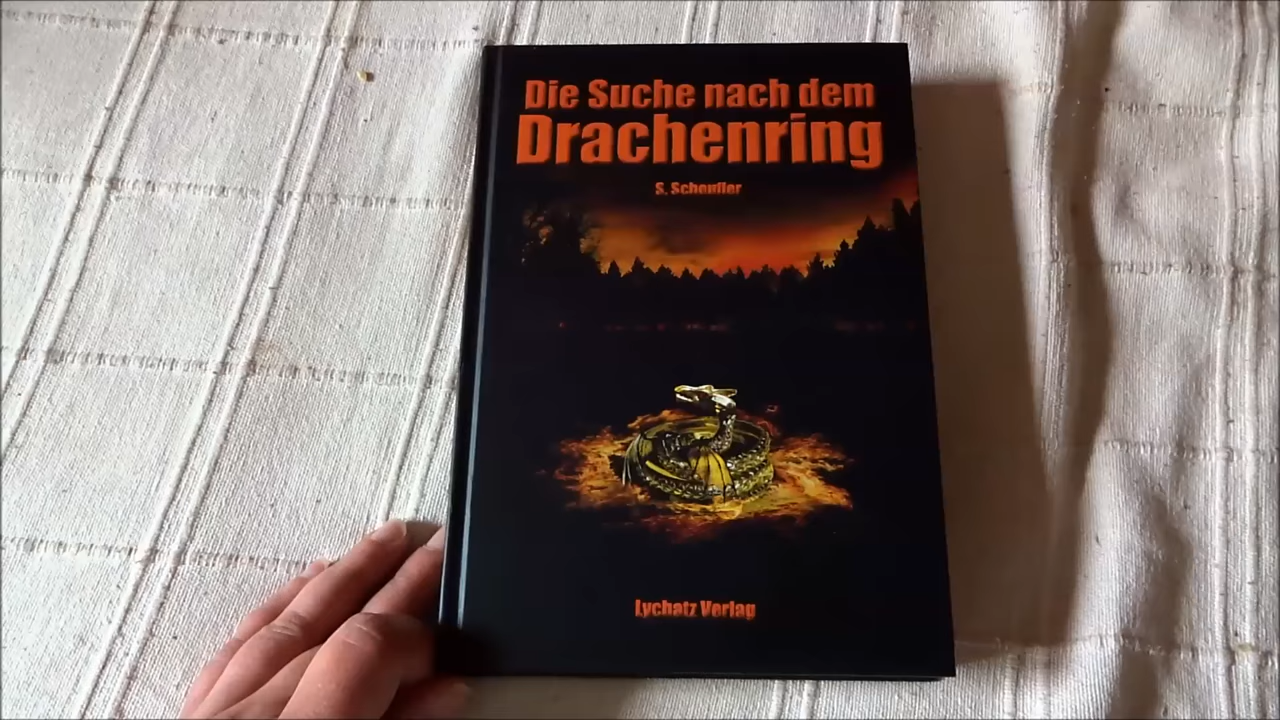 Die Suche nach dem
Drachenring
S. Scheufler
Lychatz Verlag